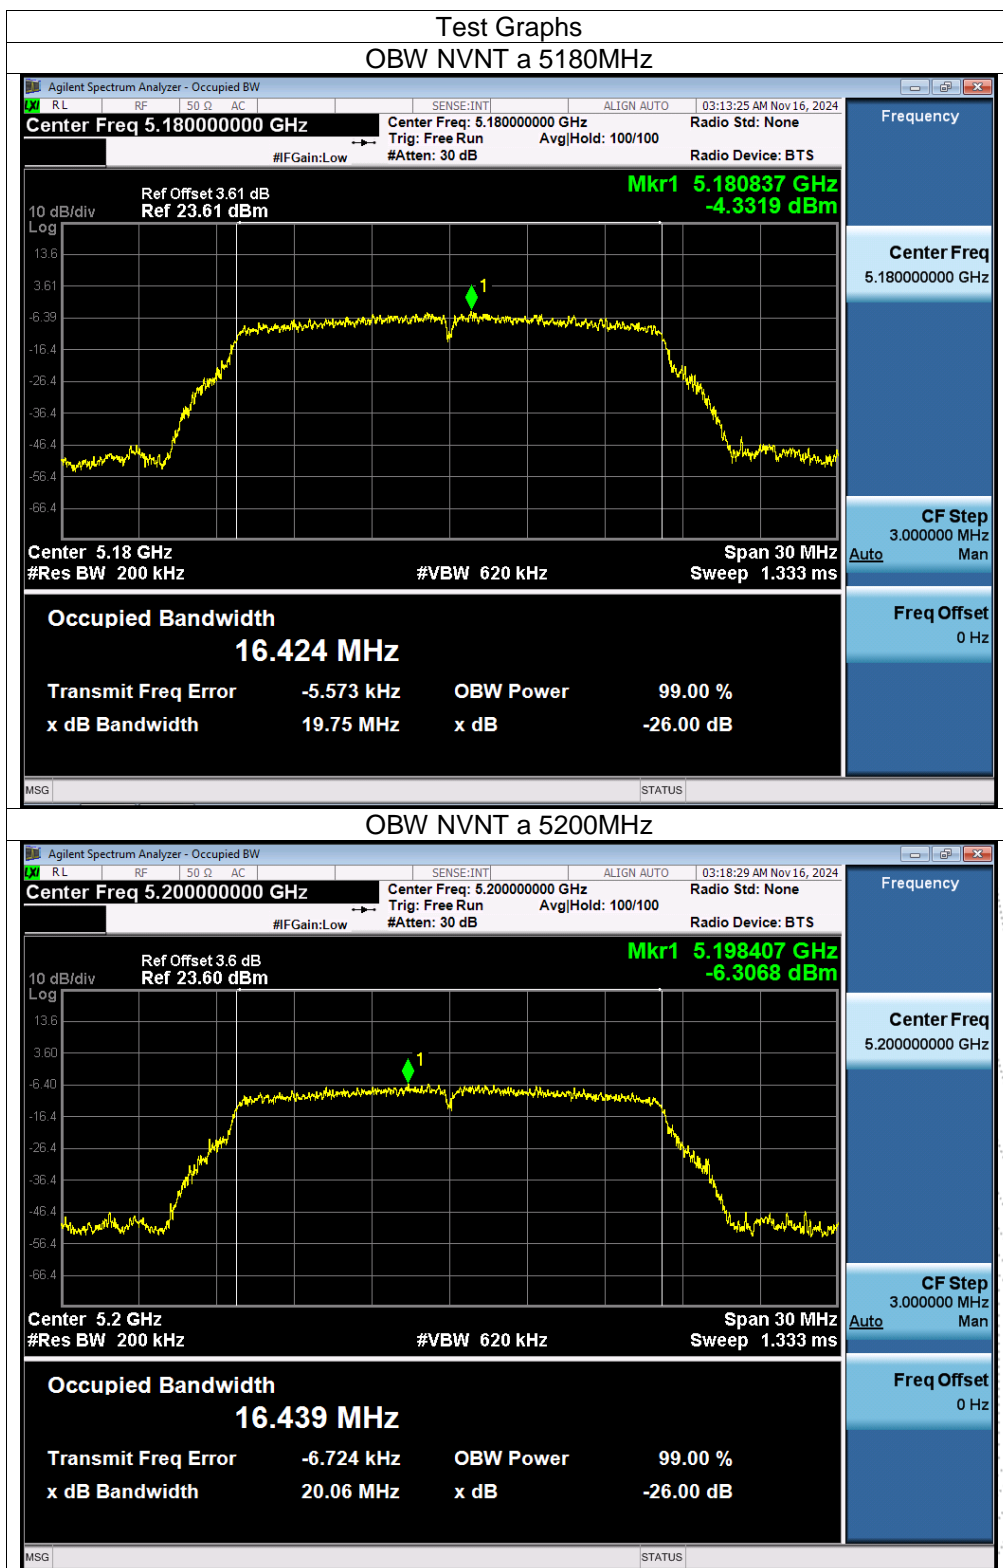 Test Graphs
OBW NVNT a 5180MHz
Agilent Spectrum Analyzer - Occupied BW
LXI RL RF 50 Ω AC SENSE:INT ALIGN AUTO 03:13:25 AM Nov 16, 2024
Center Freq 5.180000000 GHz Center Freq: 5.180000000 GHz Radio Std: None Frequency
Trig: Free Run Avg|Hold: 100/100
#IFGain:Low #Atten: 30 dB Radio Device: BTS
Mkr1 5.180837 GHz
-4.3319 dBm
Ref Offset 3.61 dB
10 dB/div Ref 23.61 dBm
Log
13.6
3.61
-6.39
-16.4
-26.4
-36.4
-46.4
-56.4
-66.4
1
Center Freq
5.180000000 GHz
CF Step
3.000000 MHz
Auto Man
Center 5.18 GHz Span 30 MHz
#Res BW 200 kHz #VBW 620 kHz Sweep 1.333 ms
Freq Offset
0 Hz
Occupied Bandwidth
16.424 MHz
Transmit Freq Error -5.573 kHz OBW Power 99.00 %
x dB Bandwidth 19.75 MHz x dB -26.00 dB
MSG STATUS
OBW NVNT a 5200MHz
Agilent Spectrum Analyzer - Occupied BW
LXI RL RF 50 Ω AC SENSE:INT ALIGN AUTO 03:18:29 AM Nov 16, 2024
Center Freq 5.200000000 GHz Center Freq: 5.200000000 GHz Radio Std: None Frequency
Trig: Free Run Avg|Hold: 100/100
#IFGain:Low #Atten: 30 dB Radio Device: BTS
Mkr1 5.198407 GHz
-6.3068 dBm
Ref Offset 3.6 dB
10 dB/div Ref 23.60 dBm
Log
13.6
3.60
-6.40
-16.4
-26.4
-36.4
-46.4
-56.4
-66.4
1
Center Freq
5.200000000 GHz
CF Step
3.000000 MHz
Auto Man
Center 5.2 GHz Span 30 MHz
#Res BW 200 kHz #VBW 620 kHz Sweep 1.333 ms
Freq Offset
0 Hz
Occupied Bandwidth
16.439 MHz
Transmit Freq Error -6.724 kHz OBW Power 99.00 %
x dB Bandwidth 20.06 MHz x dB -26.00 dB
MSG STATUS